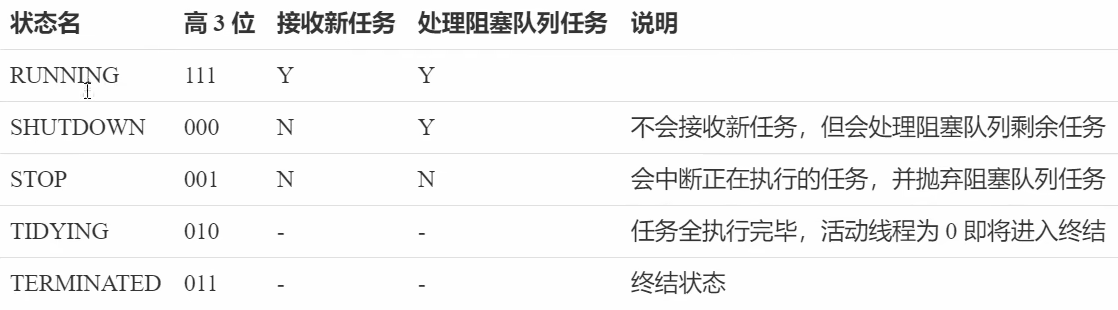 状态名 高 3 位 接收新任务 处理阻塞队列任务 说明
RUNNING 111 Y Y
SHUTDOWN 000 N Y 不会接收新任务，但会处理阻塞队列剩余任务
STOP 001 N N 会中断正在执行的任务，并抛弃阻塞队列任务
TIDYING 010 - - 任务全执行完毕，活动线程为 0 即将进入终结
TERMINATED 011 - - 终结状态